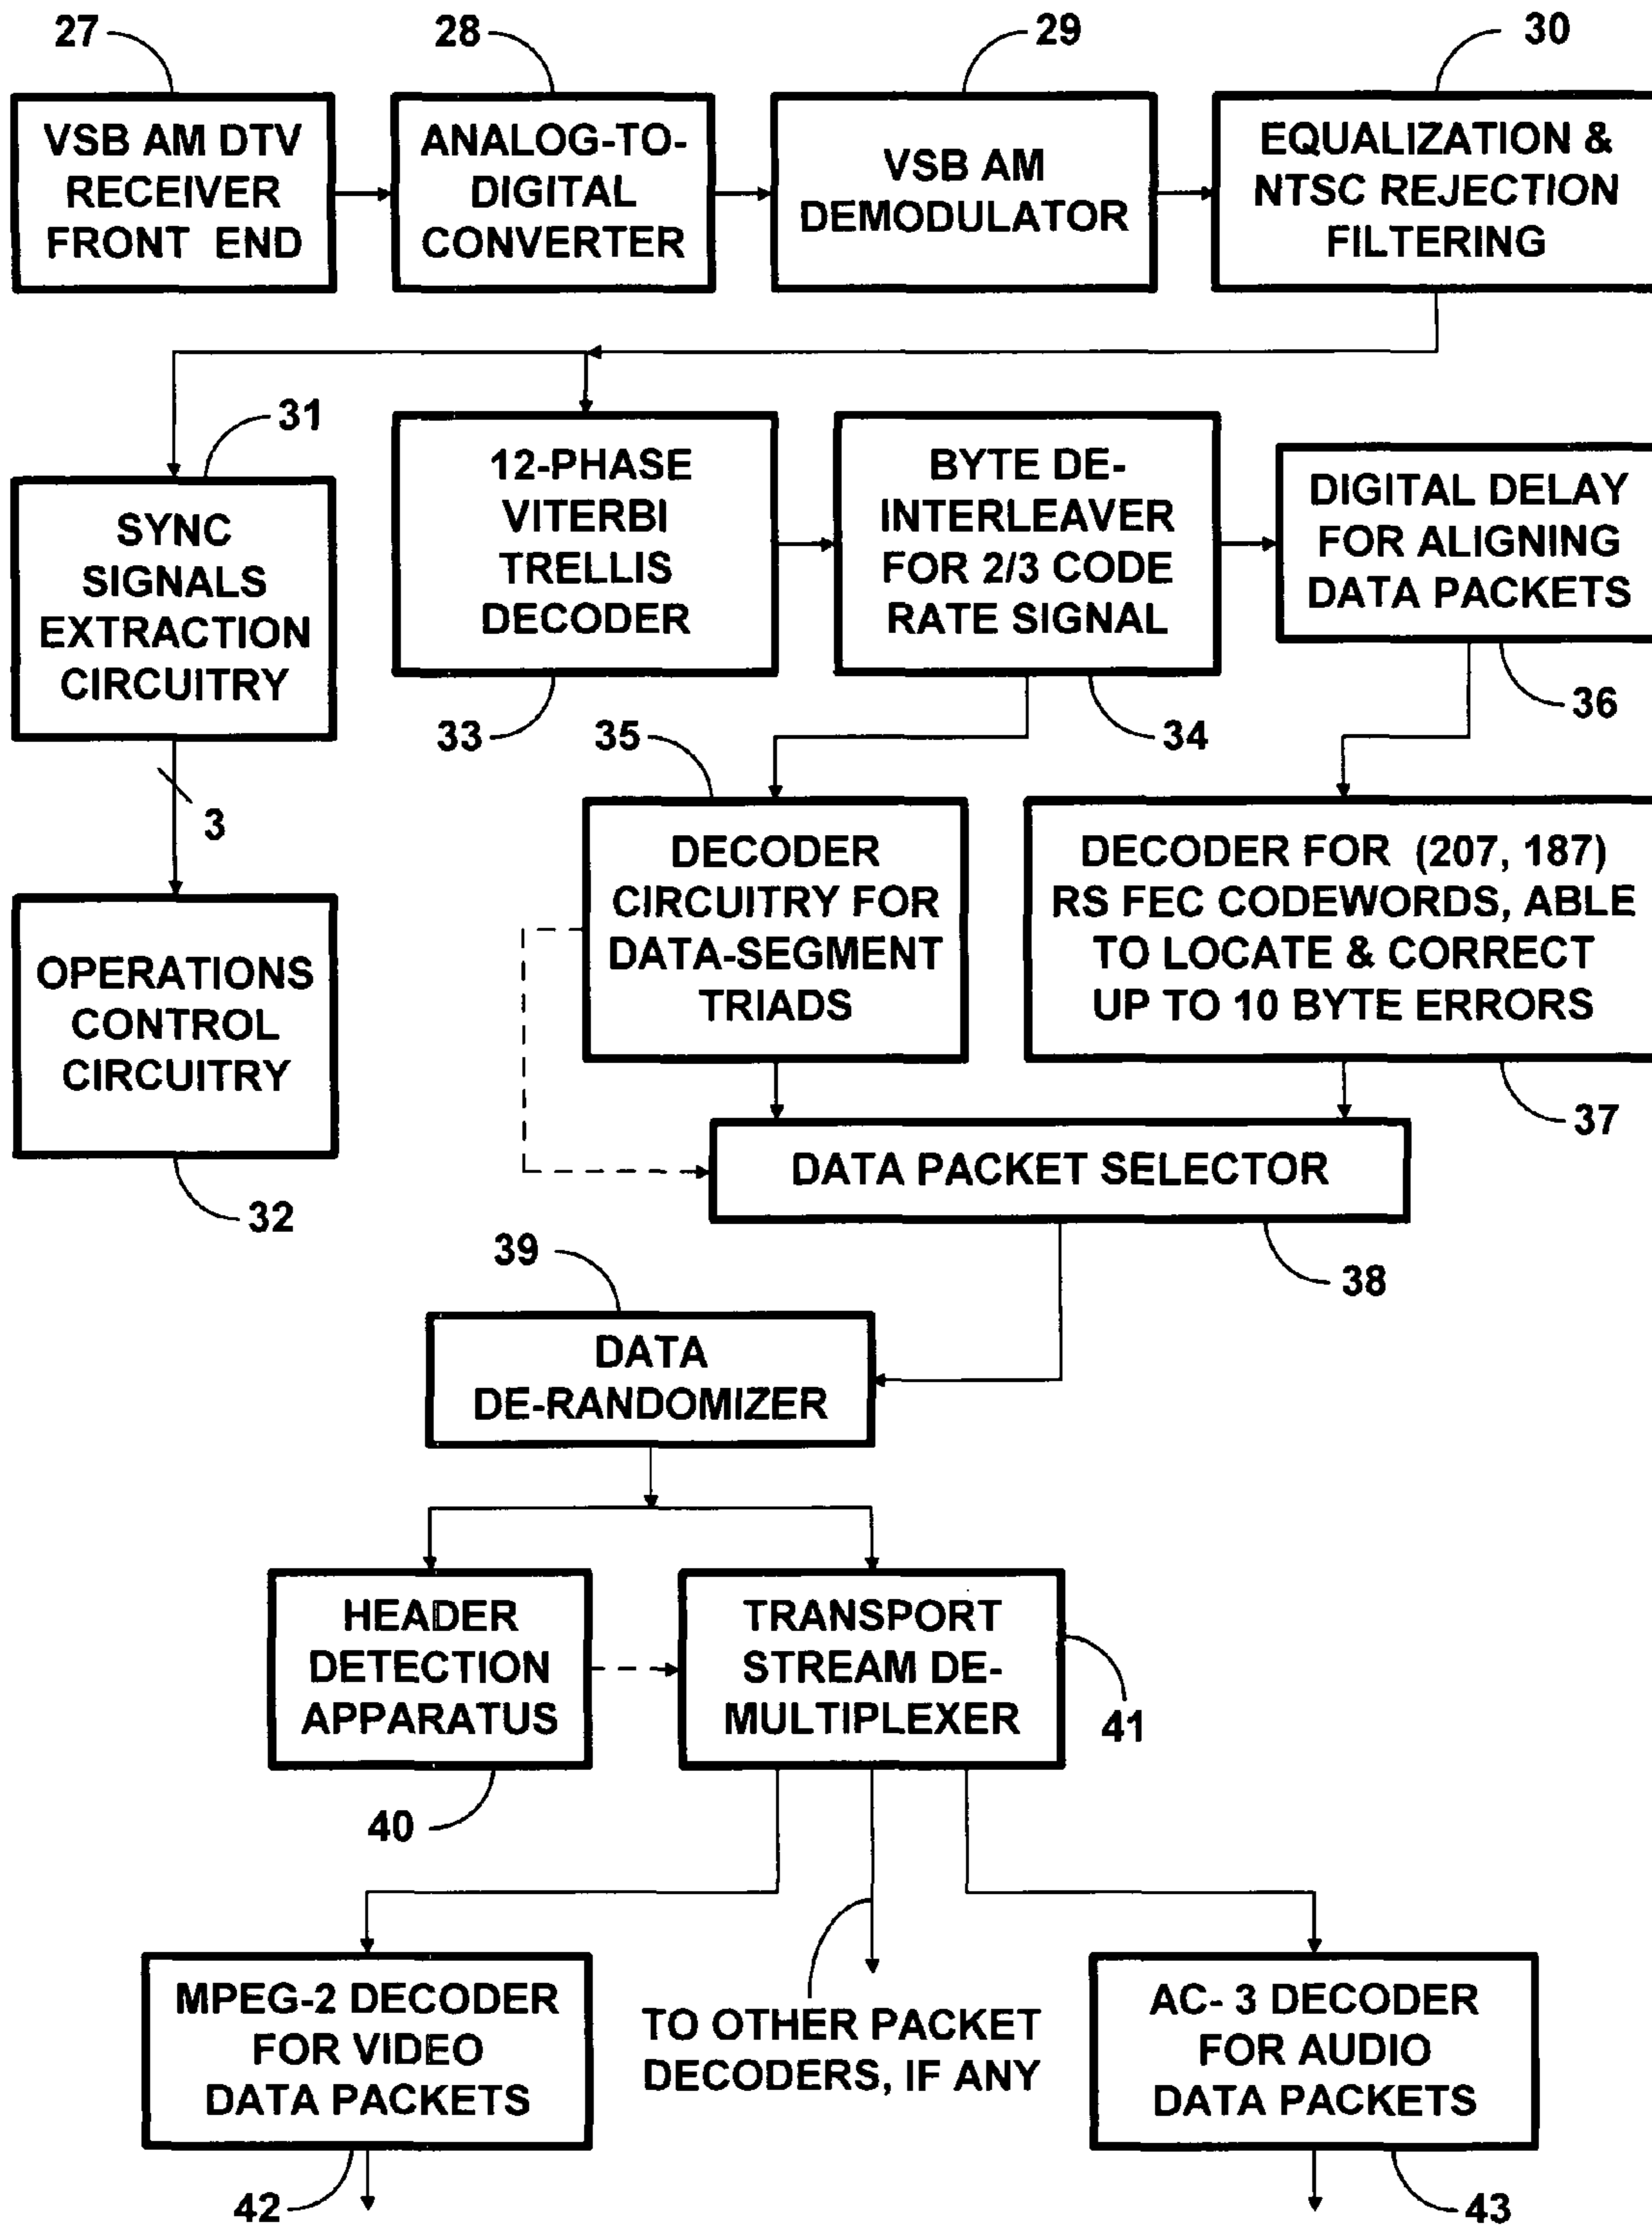 27
28
29
30
VSB AM DTV
RECEIVER
FRONT END
ANALOG-TO-
DIGITAL
CONVERTER
VSB AM
DEMODULATOR
EQUALIZATION &
NTSC REJECTION
FILTERING
31
SYNC
SIGNALS
EXTRACTION
CIRCUITRY
12-PHASE
VITERBI
TRELLIS
DECODER
BYTE DE-
INTERLEAVER
FOR 2/3 CODE
RATE SIGNAL
DIGITAL DELAY
FOR ALIGNING
DATA PACKETS
33
35
34
36
3
OPERATIONS
CONTROL
CIRCUITRY
32
DECODER
CIRCUITRY FOR
DATA-SEGMENT
TRIADS
DECODER FOR (207, 187)
RS FEC CODEWORDS, ABLE
TO LOCATE & CORRECT
UP TO 10 BYTE ERRORS
37
DATA PACKET SELECTOR
38
39
DATA
DE-RANDOMIZER
HEADER
DETECTION
APPARATUS
40
TRANSPORT
STREAM DE-
MULTIPLEXER
41
MPEG-2 DECODER
FOR VIDEO
DATA PACKETS
42
TO OTHER PACKET
DECODERS, IF ANY
AC- 3 DECODER
FOR AUDIO
DATA PACKETS
43